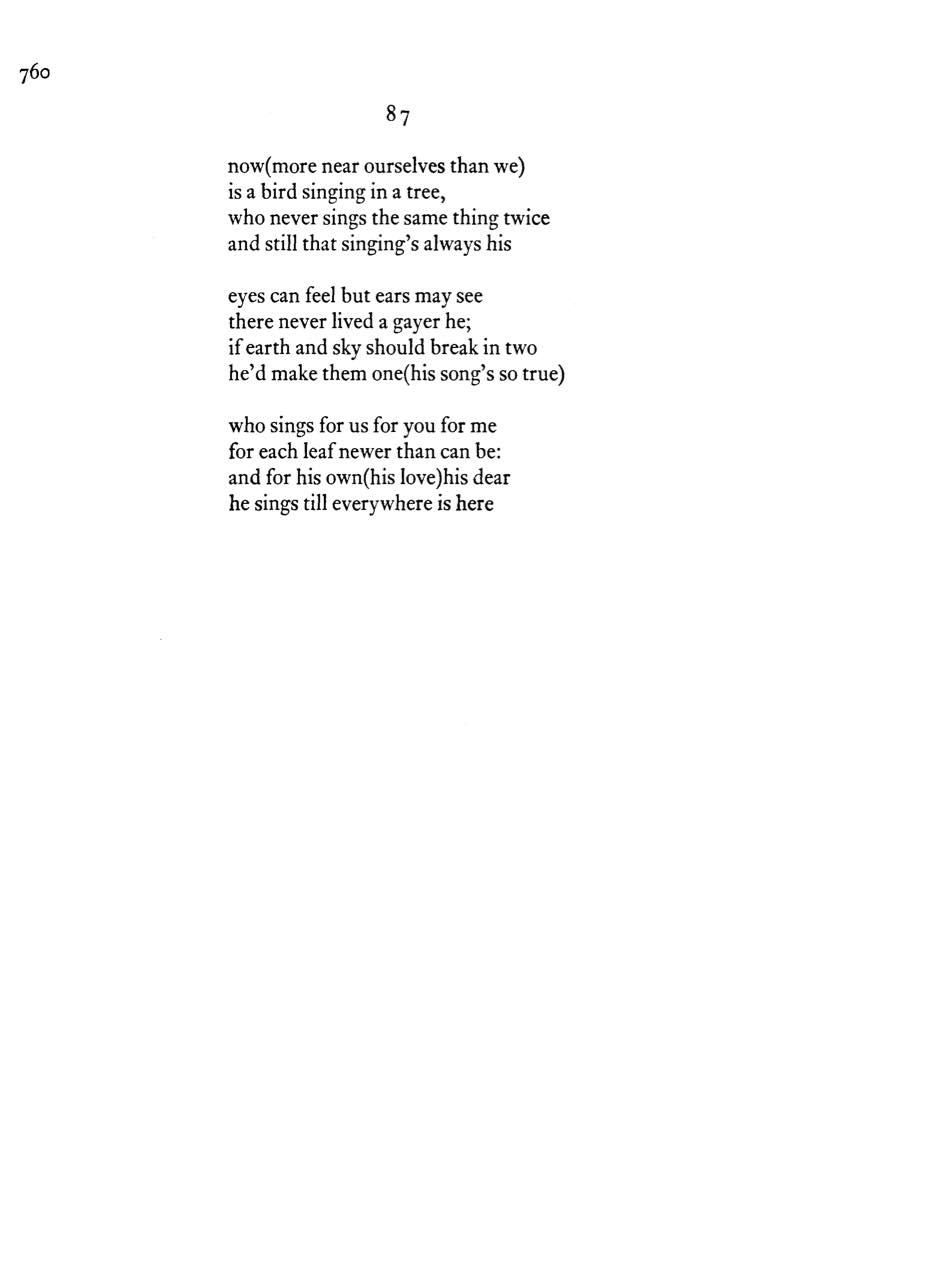 760
87
now(more near ourselves than we)
is a bird singing in a tree,
who never sings the same thing twice
and still that singing's always his
eyes can feel but ears may see
there never lived a gayer he;
if earth and sky should break in two
he'd make them one(his song's so true)
who sings for us for you for me
for each leaf newer than can be:
and for his own(his love)his dear
he sings till everywhere is here